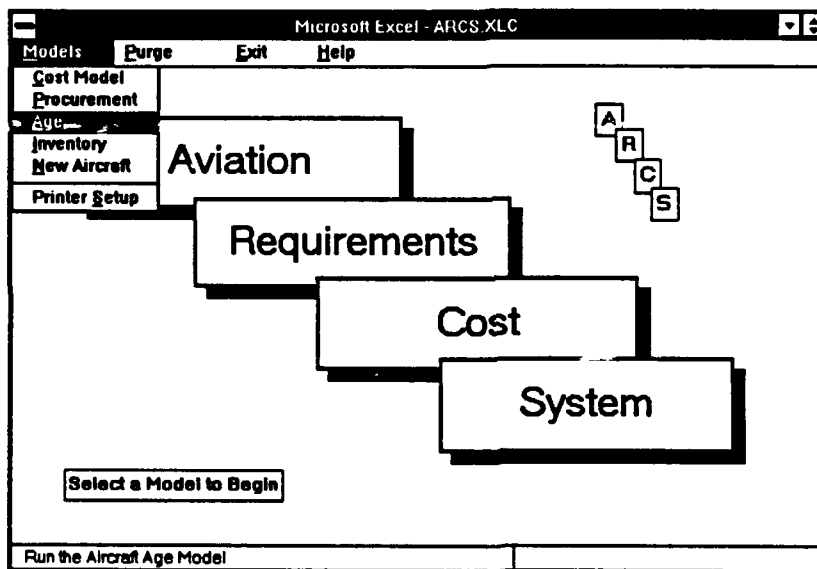 Microsoft Excel - ARCS.XLC
Models Purge Exit Help
Cost Model
Procurement
Age
Inventory
New Aircraft
Printer Setup
Aviation
Requirements
Cost
System
A
R
C
S
Select a Model to Begin
Run the Aircraft Age Model